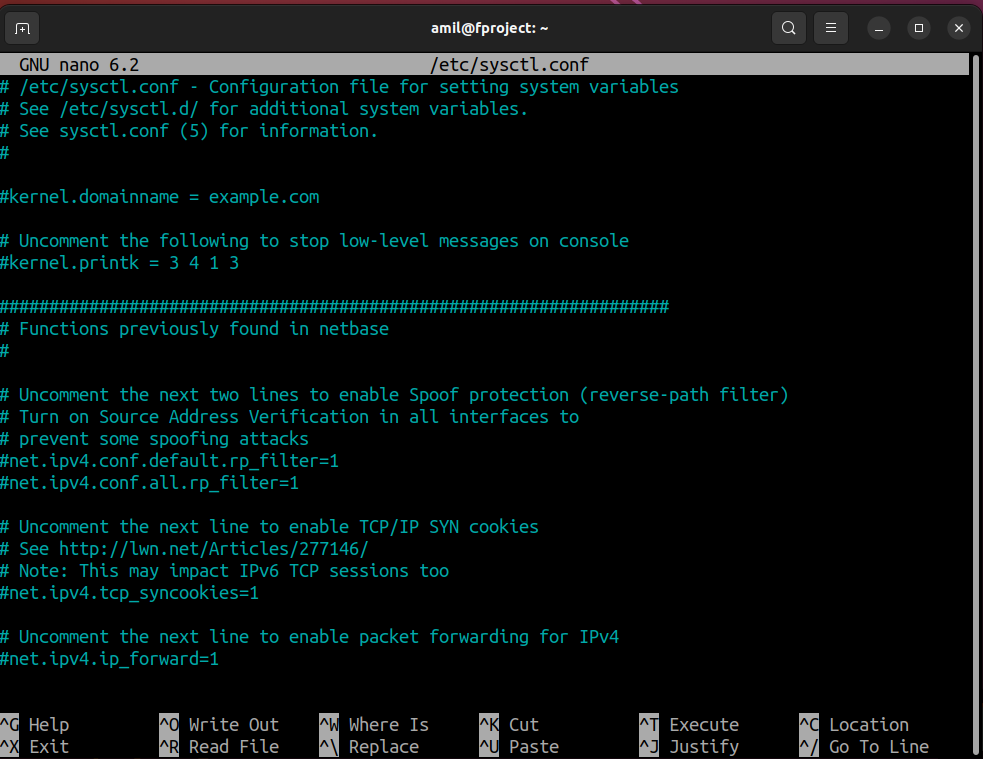 amil@fproject: ~
GNU nano 6.2 /etc/sysctl.conf
# /etc/sysctl.conf - Configuration file for setting system variables
# See /etc/sysctl.d/ for additional system variables.
# See sysctl.conf (5) for information.
#
#kernel.domainname = example.com
# Uncomment the following to stop low-level messages on console
#kernel.printk = 3 4 1 3
###################################################################
# Functions previously found in netbase
#
# Uncomment the next two lines to enable Spoof protection (reverse-path filter)
# Turn on Source Address Verification in all interfaces to
# prevent some spoofing attacks
#net.ipv4.conf.default.rp_filter=1
#net.ipv4.conf.all.rp_filter=1
# Uncomment the next line to enable TCP/IP SYN cookies
# See http://lwn.net/Articles/277146/
# Note: This may impact IPv6 TCP sessions too
#net.ipv4.tcp_syncookies=1
# Uncomment the next line to enable packet forwarding for IPv4
#net.ipv4.ip_forward=1
^G Help ^O Write Out ^W Where Is ^K Cut ^T Execute ^C Location
^X Exit ^R Read File ^\ Replace ^U Paste ^J Justify ^/ Go To Line